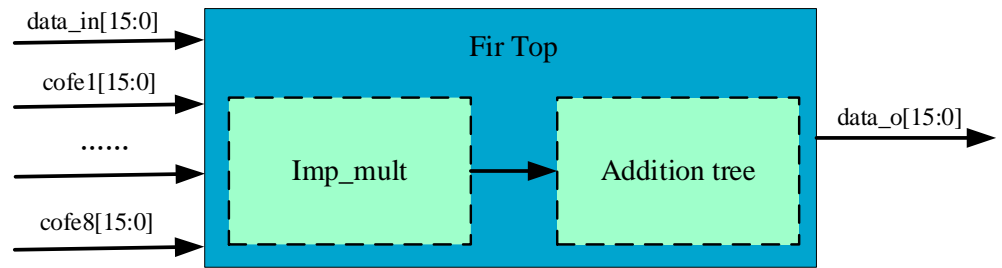 data_in[15:0]
Fir Top
cofe1[15:0]
......
cofe8[15:0]
Imp_mult
Addition tree
data_o[15:0]